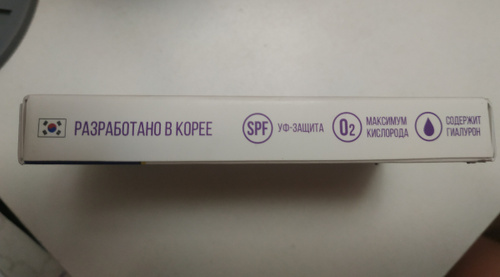 РАЗРАБОТАНО В КОРЕЕ
SPF
УФ-ЗАЩИТА
O2
МАКСИМУМ
КИСЛОРОДА
СОДЕРЖИТ
ГИАЛУРОН